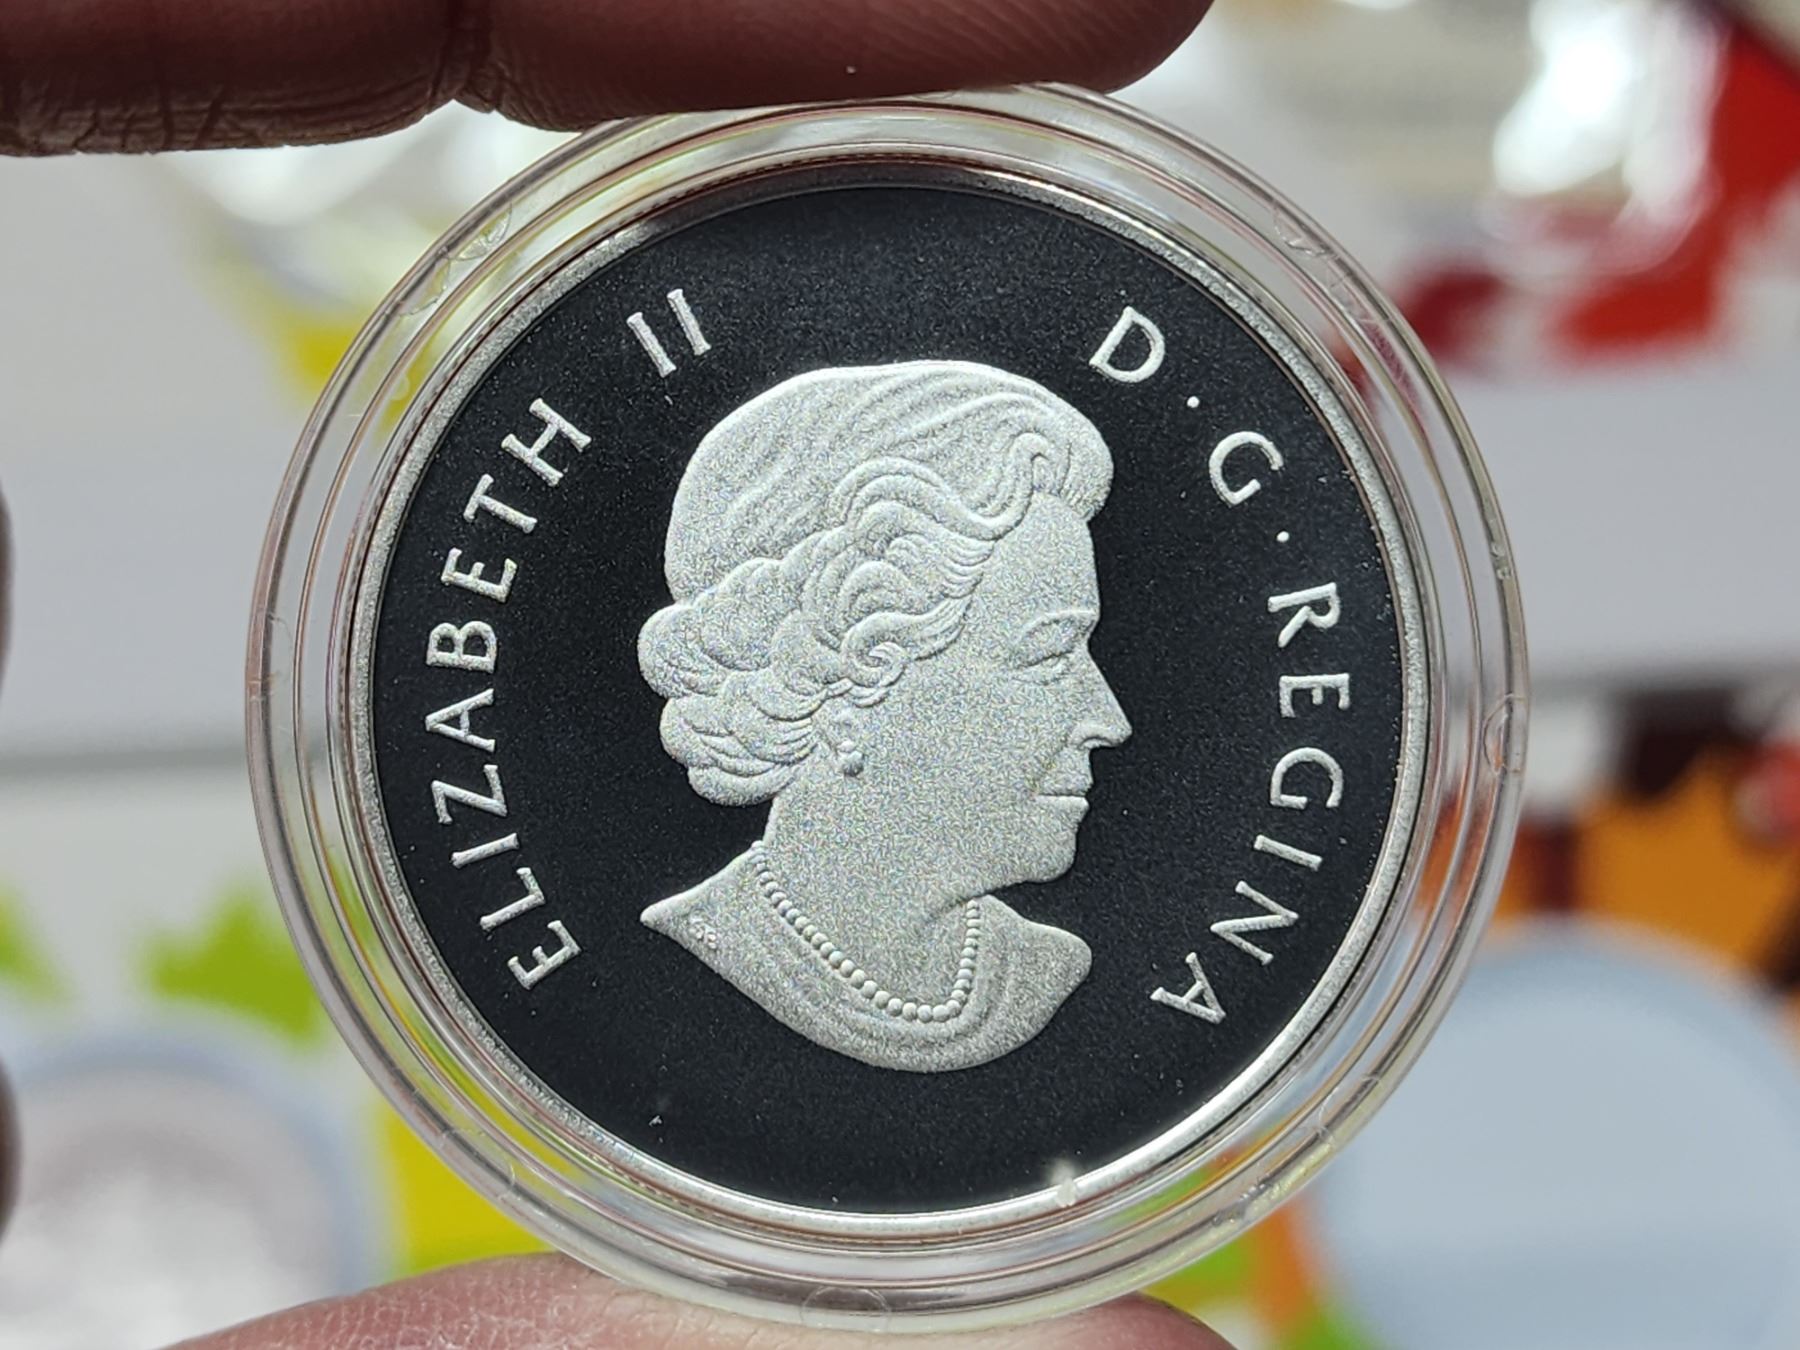 ELIZABETH II D · G · REGINA